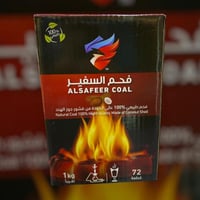 100%
فحم السفير
ALSAFEER COAL
فحم طبيعي 100% عالي الجودة من قشور جوز الهند
Natural Coal 100% High Quality Made of Coconut Shell
1kg
72